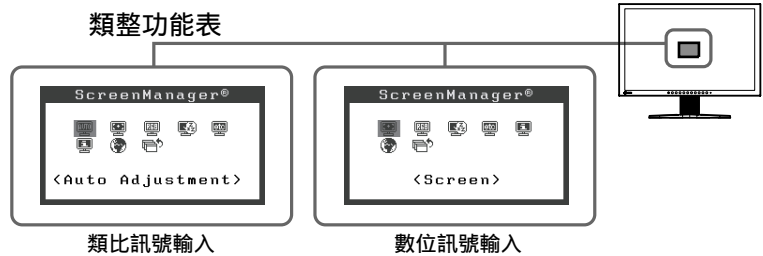 類整功能表
ScreenManager®
<Auto Adjustment>
類比訊號輸入
ScreenManager®
<Screen>
數位訊號輸入